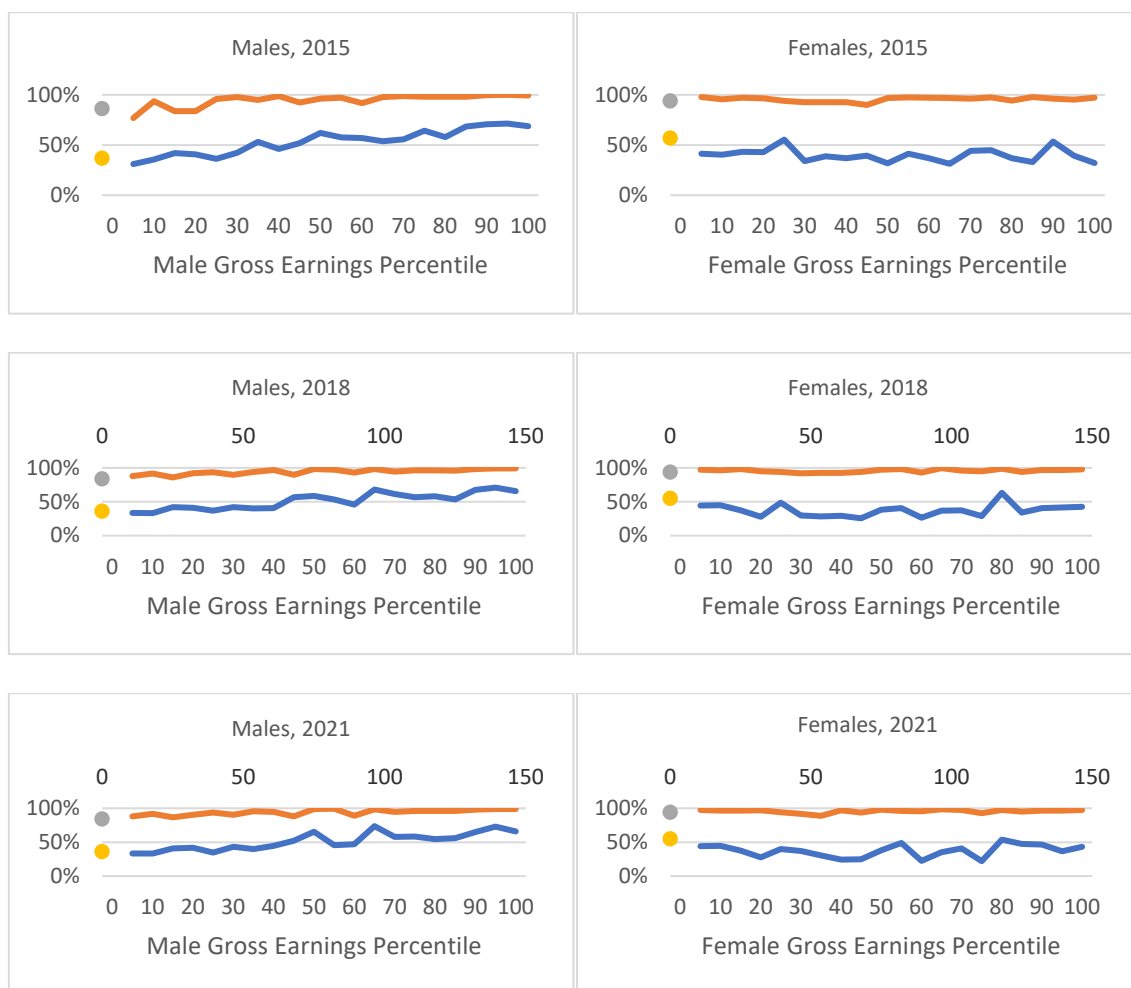 Males, 2015
100%
50%
0%
0 10 20 30 40 50 60 70 80 90 100
Male Gross Earnings Percentile
Females, 2015
100%
50%
0%
0 10 20 30 40 50 60 70 80 90 100
Female Gross Earnings Percentile
Males, 2018
0 50 100 150
100%
50%
0%
0 10 20 30 40 50 60 70 80 90 100
Male Gross Earnings Percentile
Females, 2018
0 50 100 150
100%
50%
0%
0 10 20 30 40 50 60 70 80 90 100
Female Gross Earnings Percentile
Males, 2021
0 50 100 150
100%
50%
0%
0 10 20 30 40 50 60 70 80 90 100
Male Gross Earnings Percentile
Females, 2021
0 50 100 150
100%
50%
0%
0 10 20 30 40 50 60 70 80 90 100
Female Gross Earnings Percentile